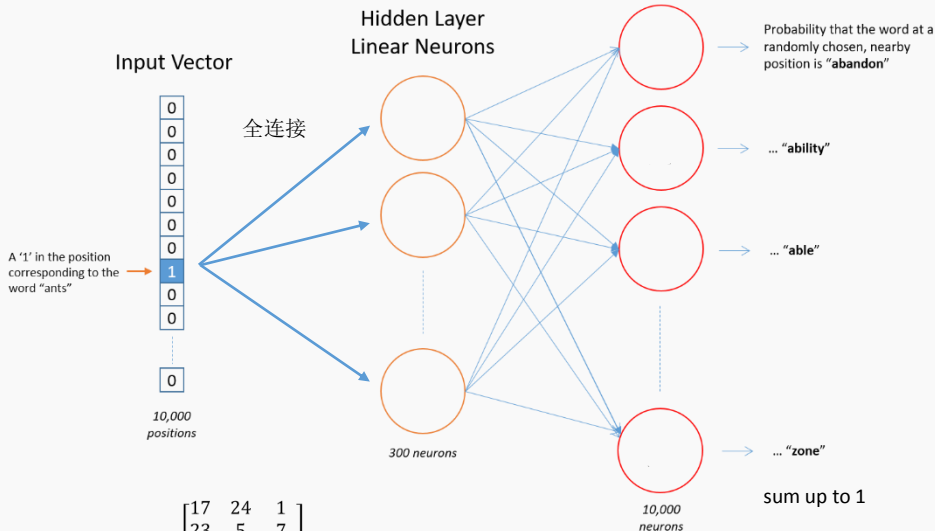 Hidden Layer
Linear Neurons
Input Vector
全连接
0
0
0
0
0
0
0
1
0
0
0
A ‘1’ in the position
corresponding to the
word “ants”
10,000
positions
300 neurons
10,000
neurons
Probability that the word at a
randomly chosen, nearby
position is “abandon”
... “ability”
... “able”
... “zone”
sum up to 1
17 24 1
23 5 7